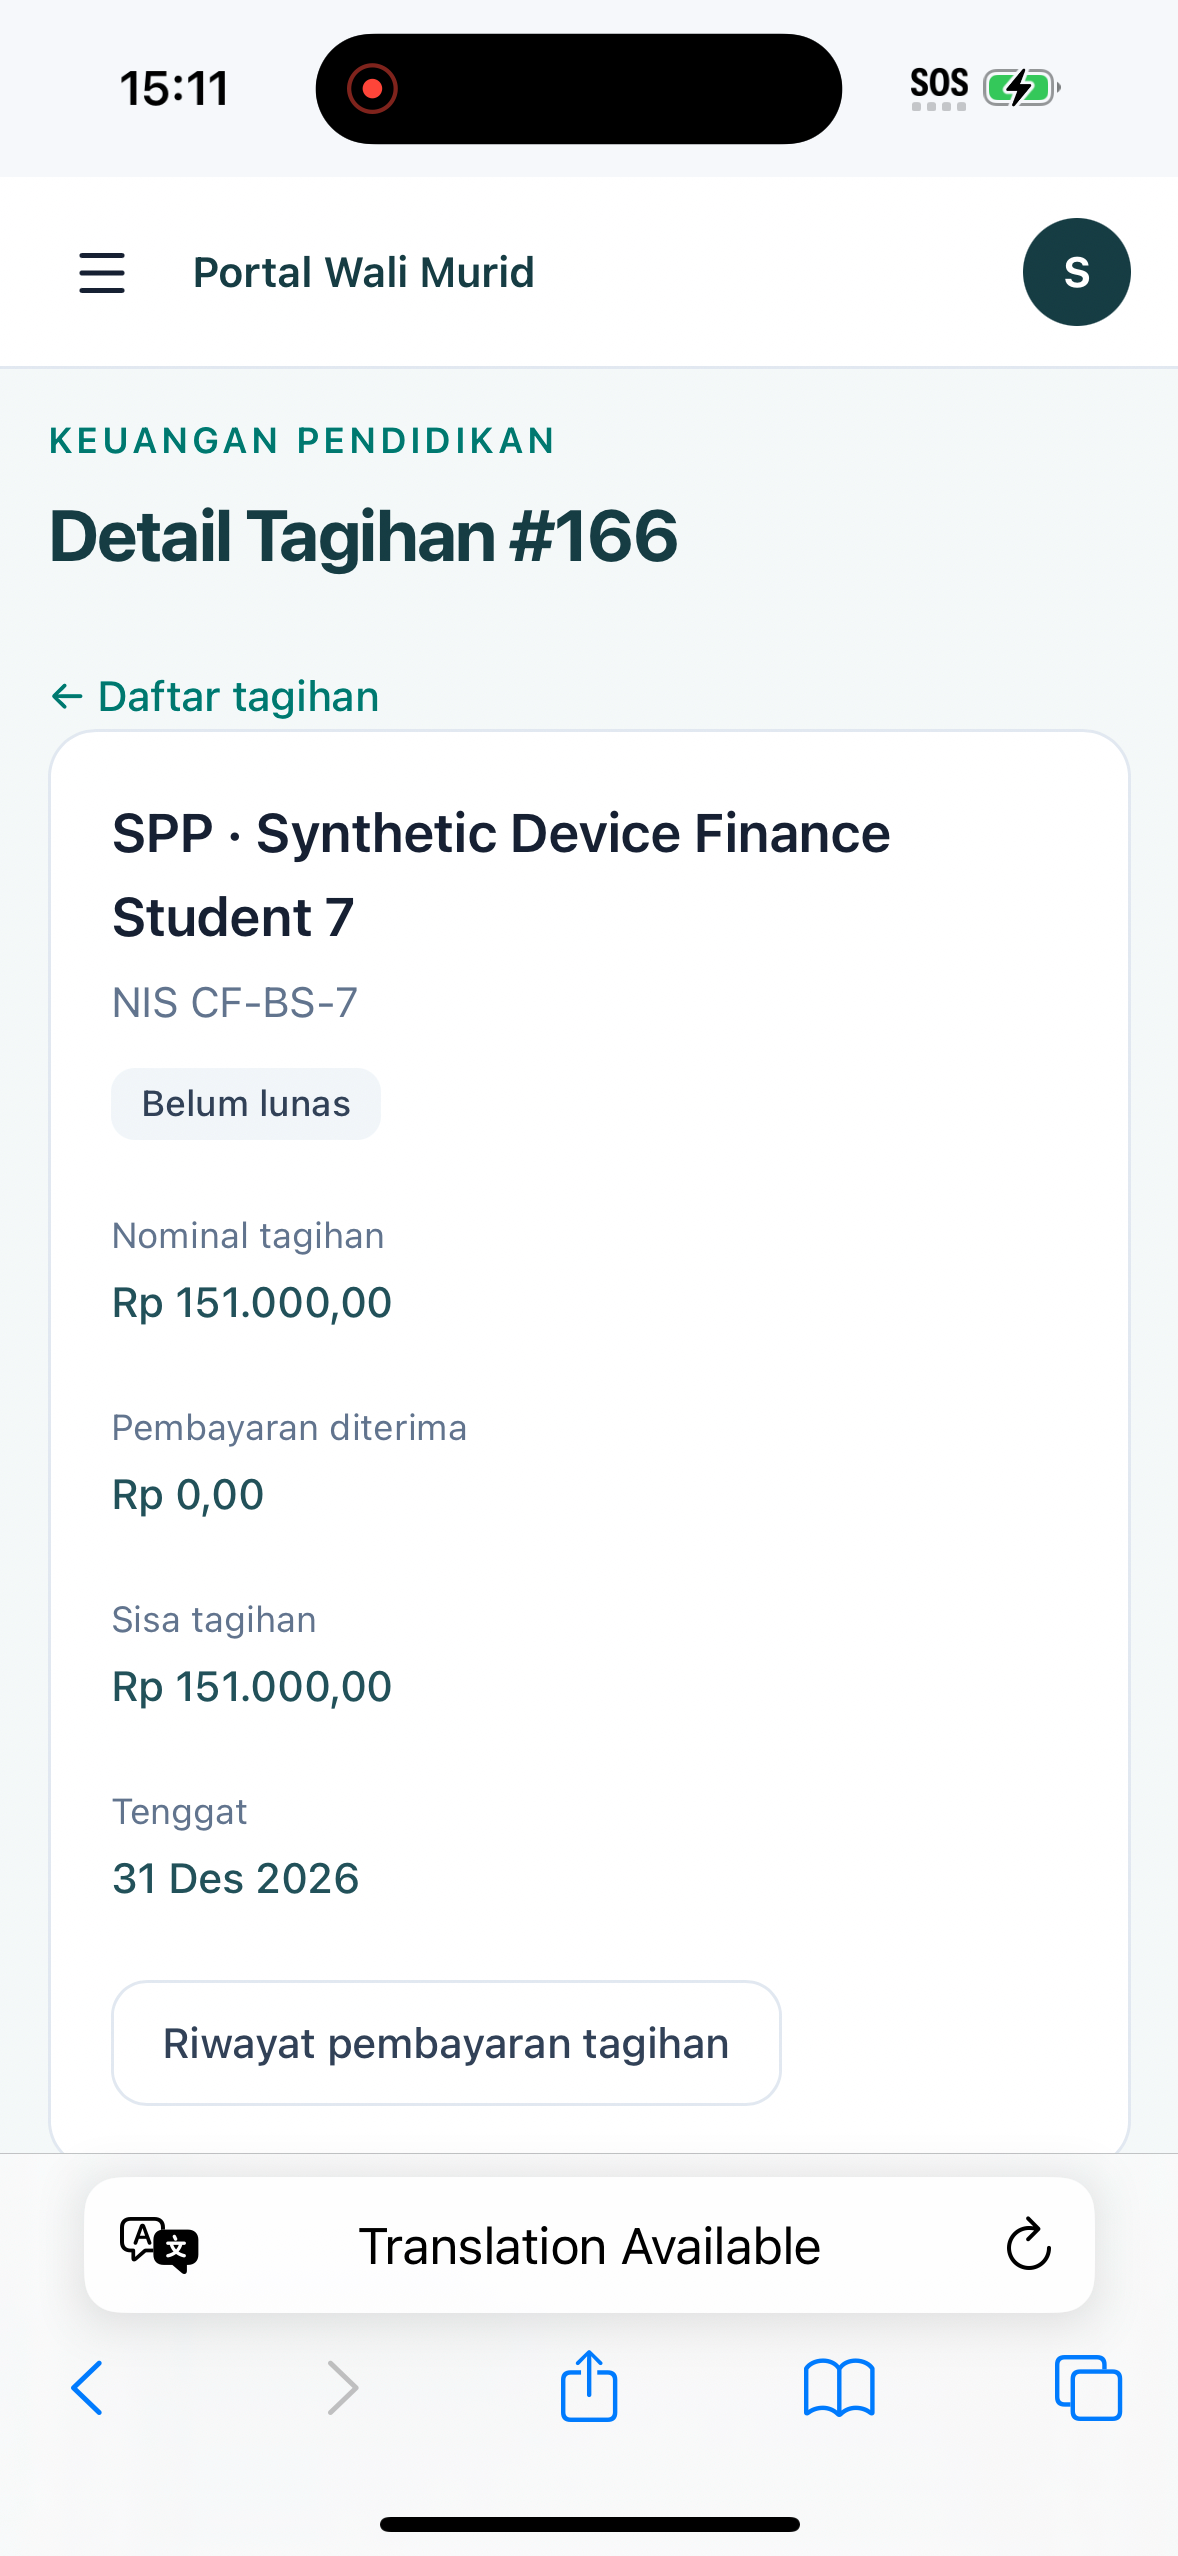 15:11
SOS
Portal Wali Murid
S
KEUANGAN PENDIDIKAN
Detail Tagihan #166
← Daftar tagihan
SPP · Synthetic Device Finance
Student 7
NIS CF-BS-7
Belum lunas
Nominal tagihan
Rp 151.000,00
Pembayaran diterima
Rp 0,00
Sisa tagihan
Rp 151.000,00
Tenggat
31 Des 2026
Riwayat pembayaran tagihan
A 文 Translation Available